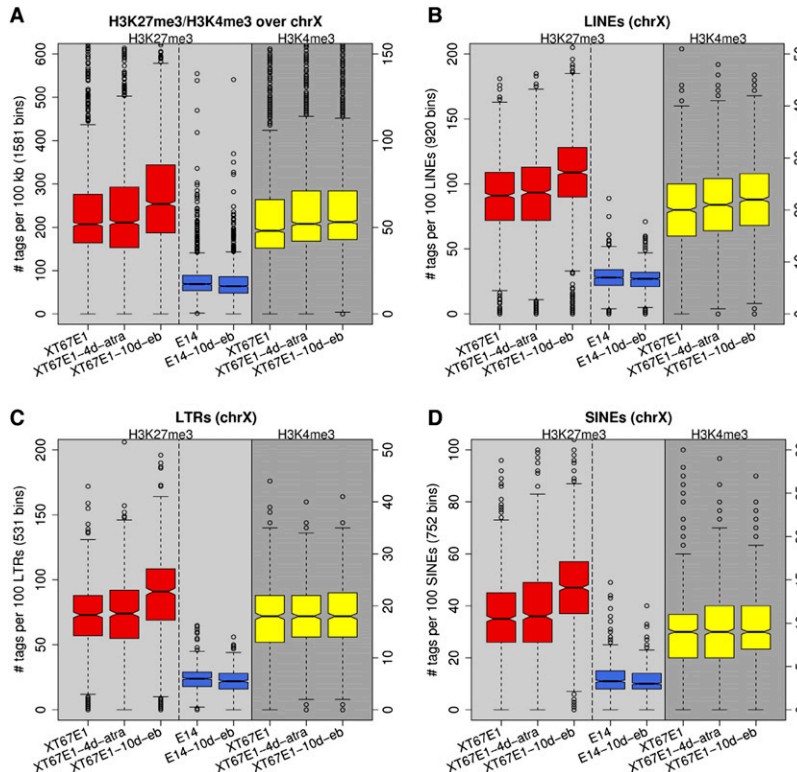 A
H3K27me3/H3K4me3 over chrX
H3K27me3
H3K4me3
# tags per 100 kb (1581 bins)
600
500
400
300
200
100
0
150
100
50
0
XT67E1
XT67E1-4d-atra
XT67E1-10d-eb
E14
E14-10d-eb
XT67E1
XT67E1-4d-atra
XT67E1-10d-eb
B
LINEs (chrX)
H3K27me3
H3K4me3
# tags per 100 LINEs (920 bins)
200
150
100
50
0
XT67E1
XT67E1-4d-atra
XT67E1-10d-eb
E14
E14-10d-eb
XT67E1
XT67E1-4d-atra
XT67E1-10d-eb
C
LTRs (chrX)
H3K27me3
H3K4me3
# tags per 100 LTRs (531 bins)
200
150
100
50
0
50
40
30
20
10
0
XT67E1
XT67E1-4d-atra
XT67E1-10d-eb
E14
E14-10d-eb
XT67E1
XT67E1-4d-atra
XT67E1-10d-eb
D
SINEs (chrX)
H3K27me3
H3K4me3
# tags per 100 SINEs (752 bins)
100
80
60
40
20
0
XT67E1
XT67E1-4d-atra
XT67E1-10d-eb
E14
E14-10d-eb
XT67E1
XT67E1-4d-atra
XT67E1-10d-eb